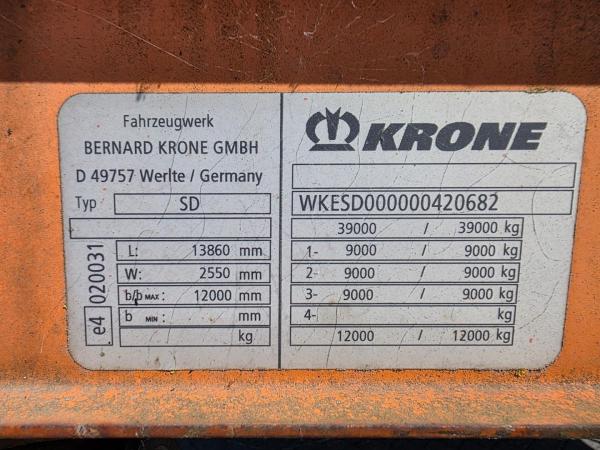 Fahrzeugwerk
BERNARD KRONE GMBH
D 49757 Werlte / Germany
Typ SD
e4 020031
L: 13860 mm
W: 2550 mm
b/b MAX: 12000 mm
b MIN: mm
kg
KRONE
WKESD000000420682
39000 / 39000 kg
1- 9000 / 9000 kg
2- 9000 / 9000 kg
3- 9000 / 9000 kg
4- kg
12000 / 12000 kg